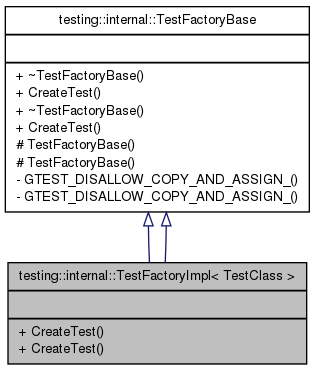 testing::internal::TestFactoryBase
+ ~TestFactoryBase()
+ CreateTest()
+ ~TestFactoryBase()
+ CreateTest()
# TestFactoryBase()
# TestFactoryBase()
- GTEST_DISALLOW_COPY_AND_ASSIGN_()
- GTEST_DISALLOW_COPY_AND_ASSIGN_()
testing::internal::TestFactoryImpl< TestClass >
+ CreateTest()
+ CreateTest()